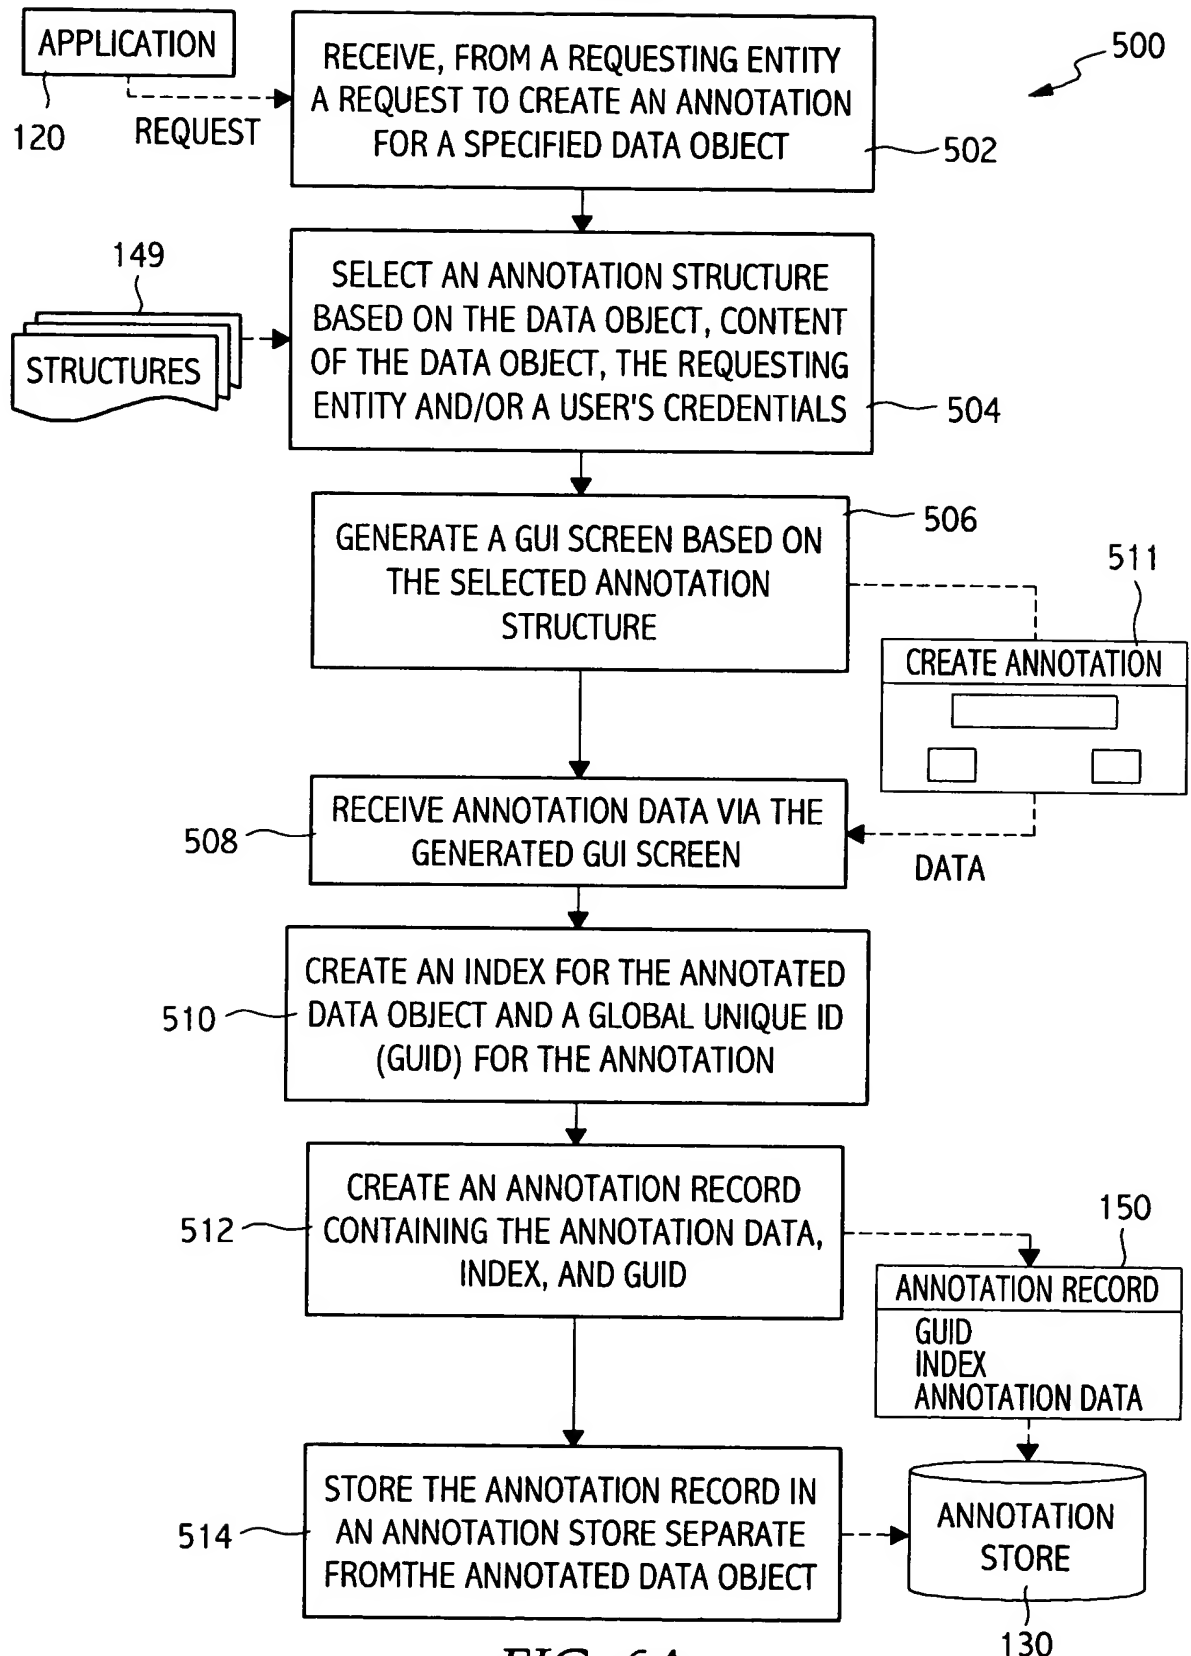 APPLICATION
120
REQUEST
RECEIVE, FROM A REQUESTING ENTITY
A REQUEST TO CREATE AN ANNOTATION
FOR A SPECIFIED DATA OBJECT
502
500
149
STRUCTURES
SELECT AN ANNOTATION STRUCTURE
BASED ON THE DATA OBJECT, CONTENT
OF THE DATA OBJECT, THE REQUESTING
ENTITY AND/OR A USER'S CREDENTIALS
504
GENERATE A GUI SCREEN BASED ON
THE SELECTED ANNOTATION
STRUCTURE
506
511
CREATE ANNOTATION
508
RECEIVE ANNOTATION DATA VIA THE
GENERATED GUI SCREEN
DATA
510
CREATE AN INDEX FOR THE ANNOTATED
DATA OBJECT AND A GLOBAL UNIQUE ID
(GUID) FOR THE ANNOTATION
512
CREATE AN ANNOTATION RECORD
CONTAINING THE ANNOTATION DATA,
INDEX, AND GUID
150
ANNOTATION RECORD
GUID
INDEX
ANNOTATION DATA
514
STORE THE ANNOTATION RECORD IN
AN ANNOTATION STORE SEPARATE
FROMTHE ANNOTATED DATA OBJECT
ANNOTATION
STORE
130
FIG. 6A